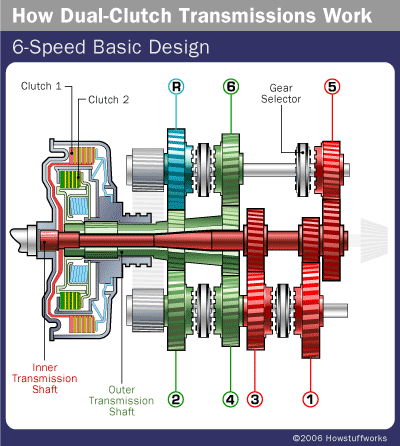 How Dual-Clutch Transmissions Work
6-Speed Basic Design
Clutch 1
Clutch 2
R
6
Gear
Selector
5
Inner
Transmission
Shaft
Outer
Transmission
Shaft
2
4
3
1
©2006 Howstuffworks